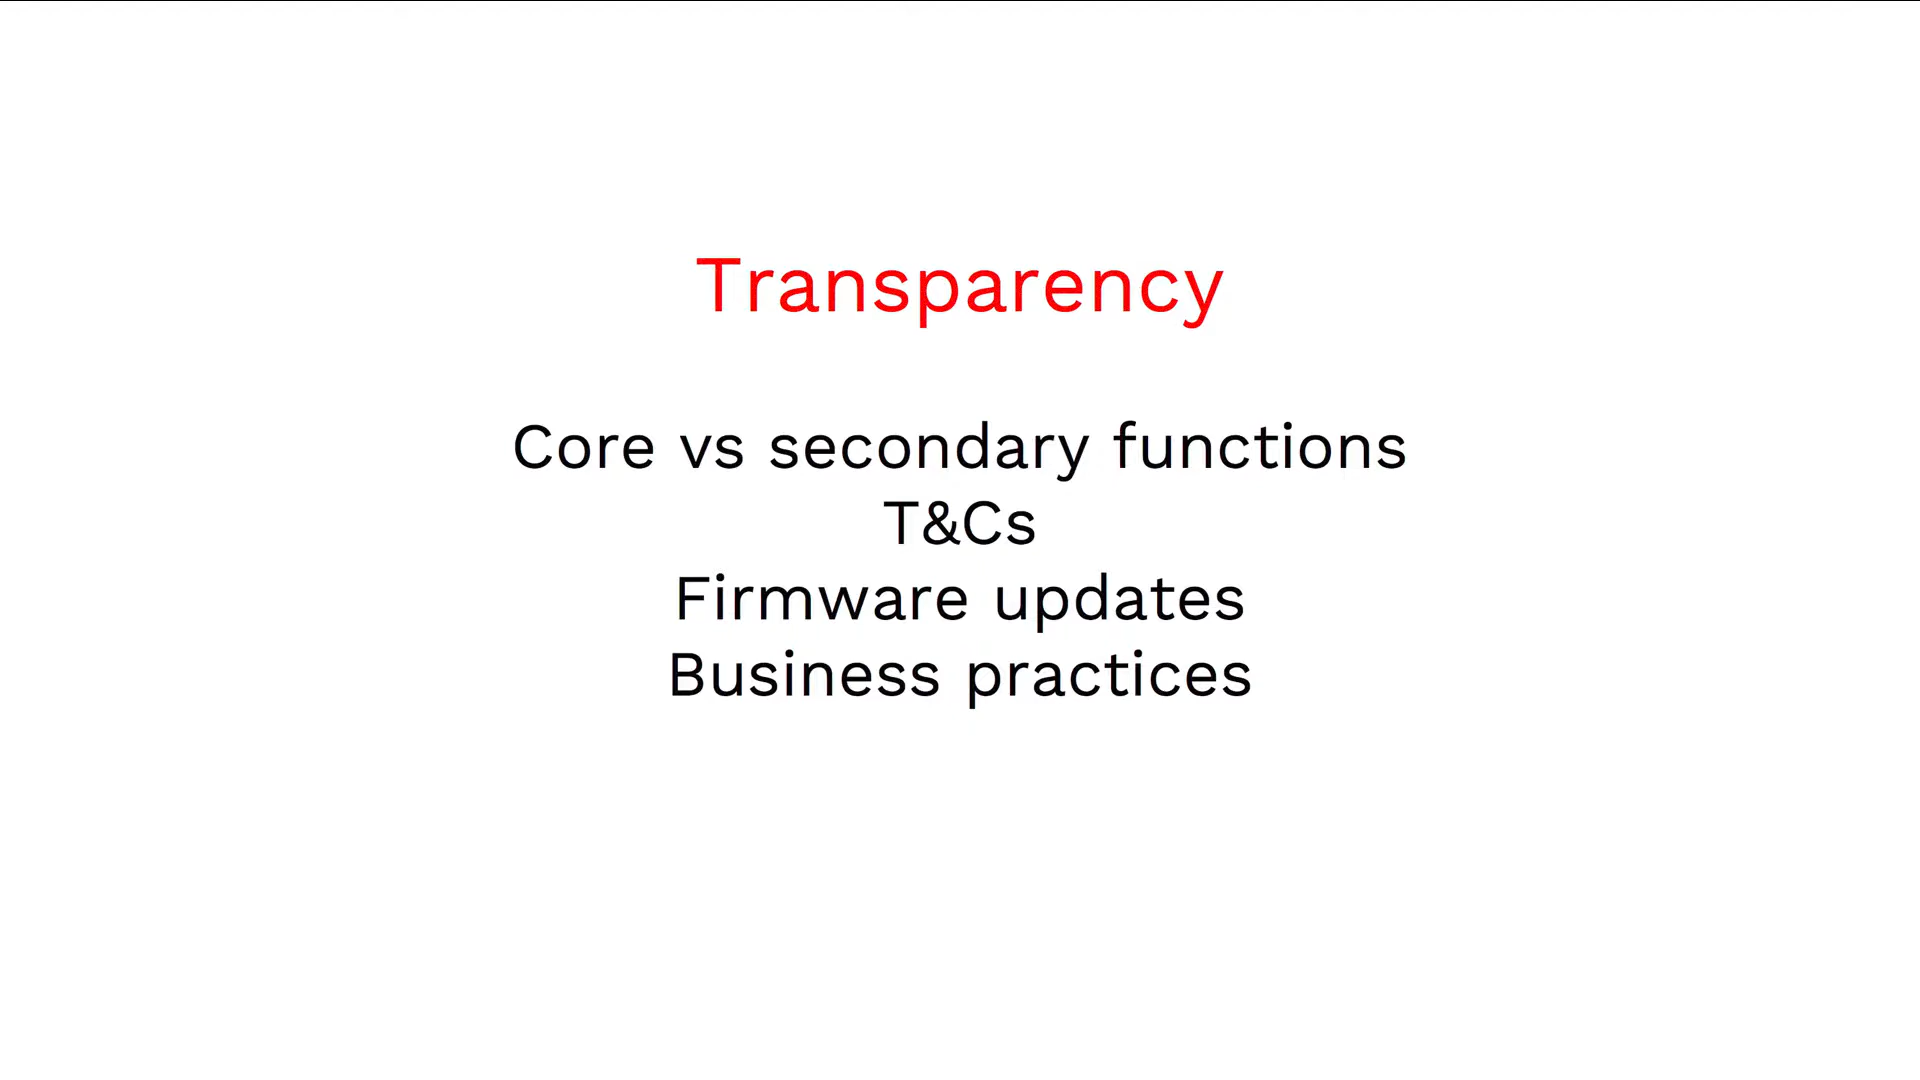 Transparency
Core vs secondary functions
T&Cs
Firmware updates
Business practices